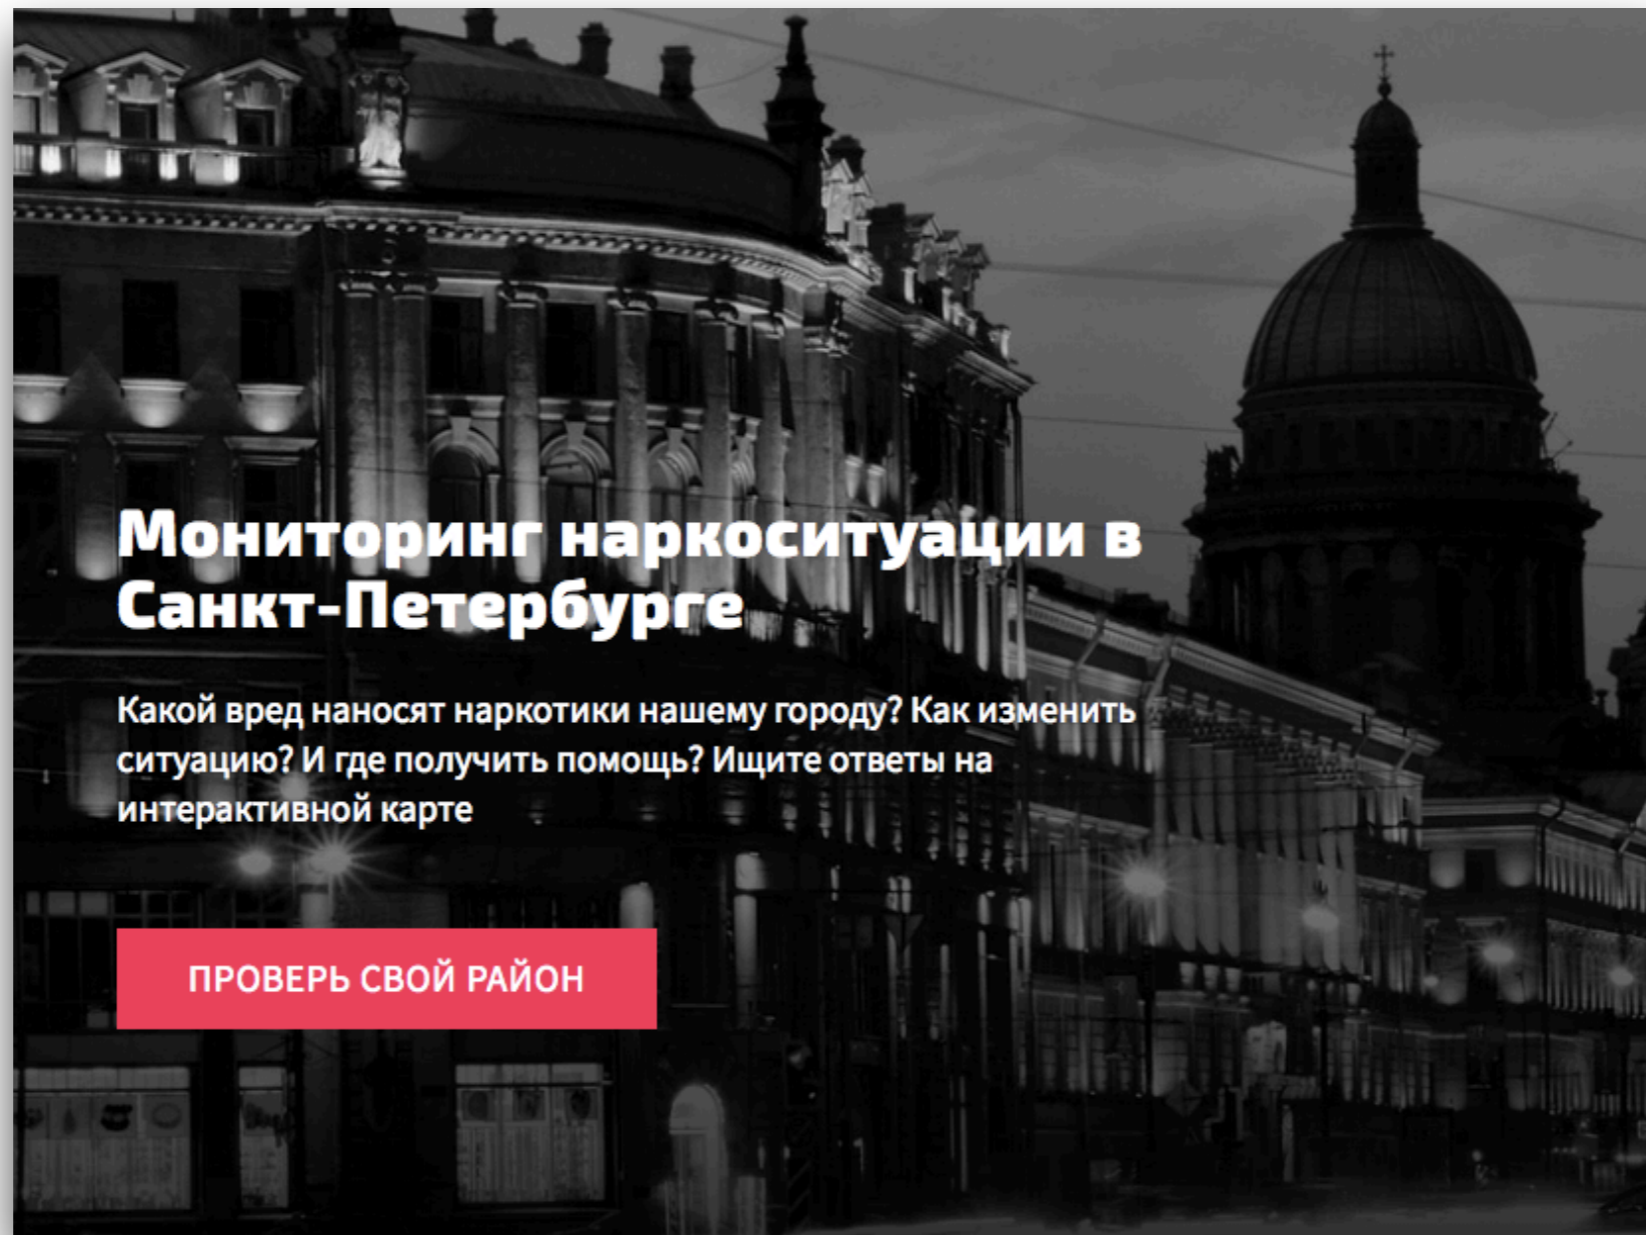 Мониторинг наркоситуации в
Санкт-Петербурге
Какой вред наносят наркотики нашему городу? Как изменить
ситуацию? И где получить помощь? Ищите ответы на
интерактивной карте
ПРОВЕРЬ СВОЙ РАЙОН